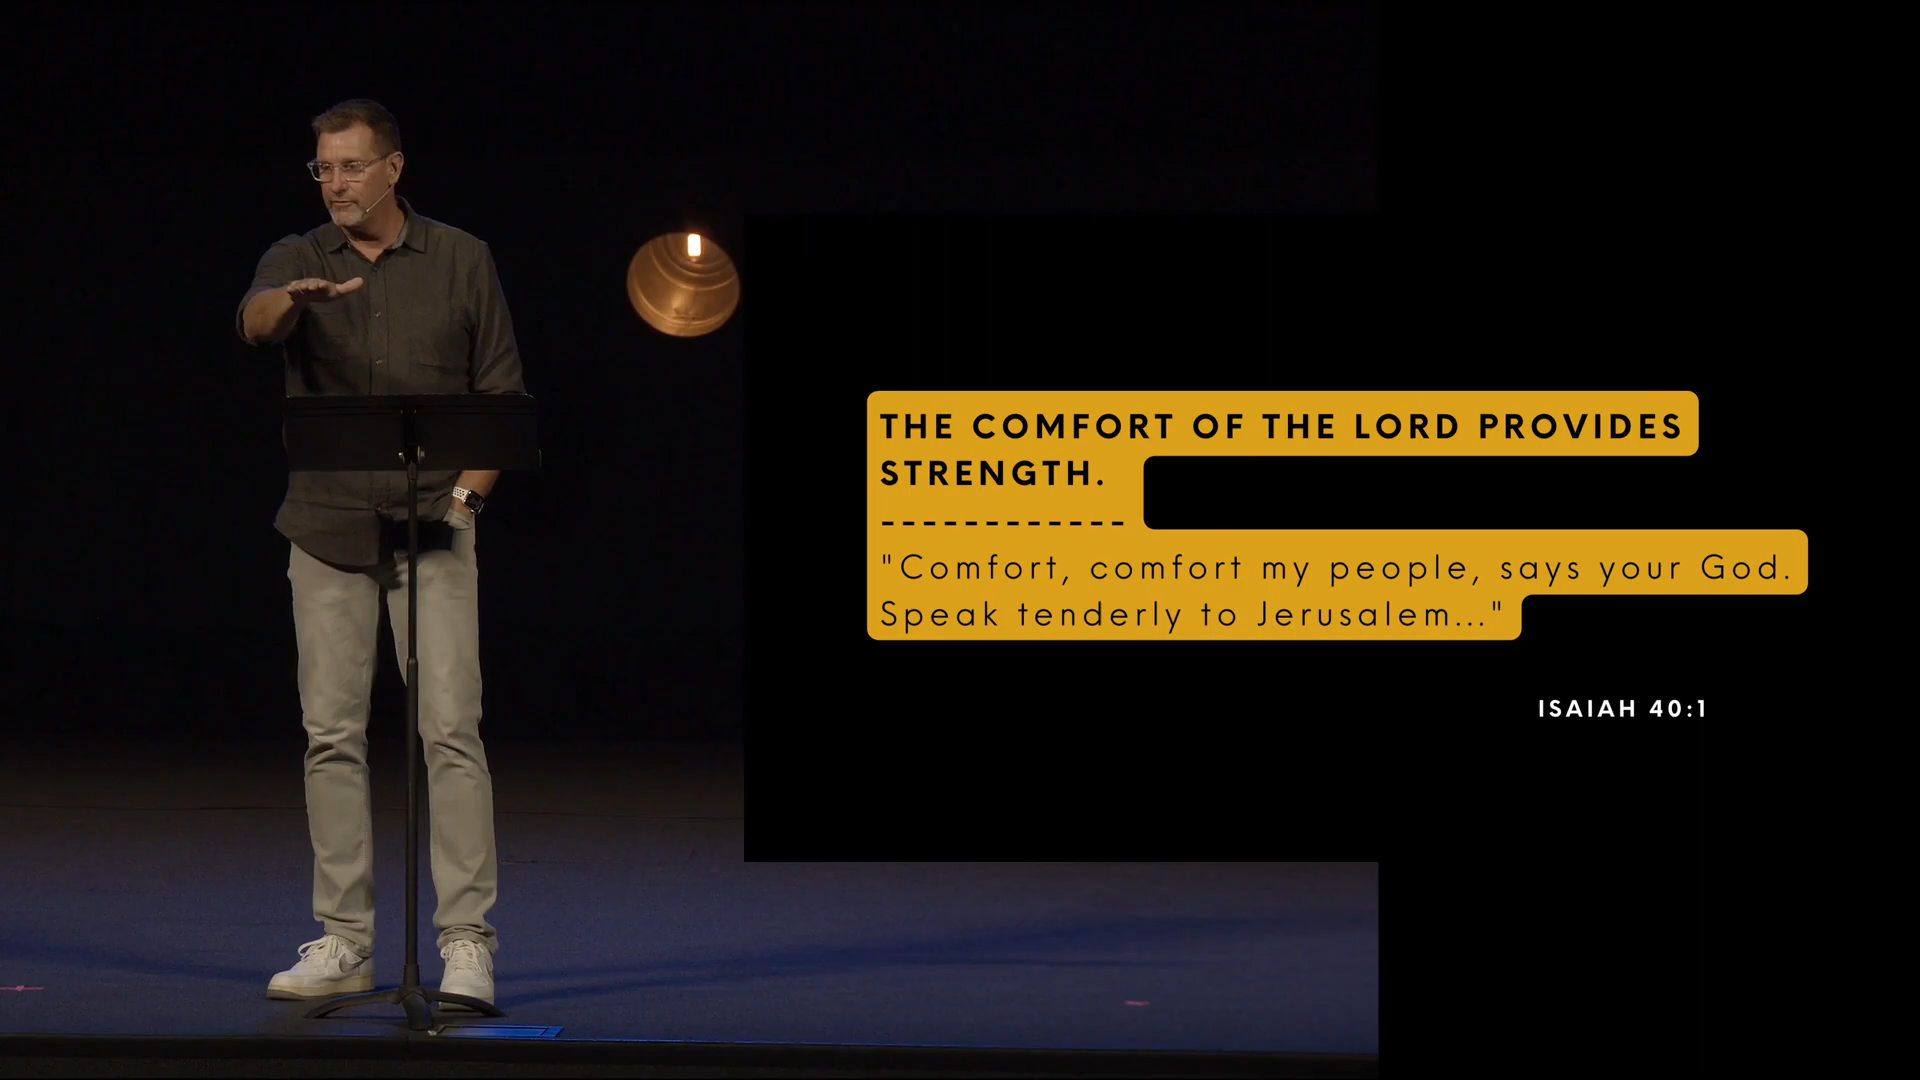 THE COMFORT OF THE LORD PROVIDES
STRENGTH.
------------
"Comfort, comfort my people, says your God.
Speak tenderly to Jerusalem..."
ISAIAH 40:1